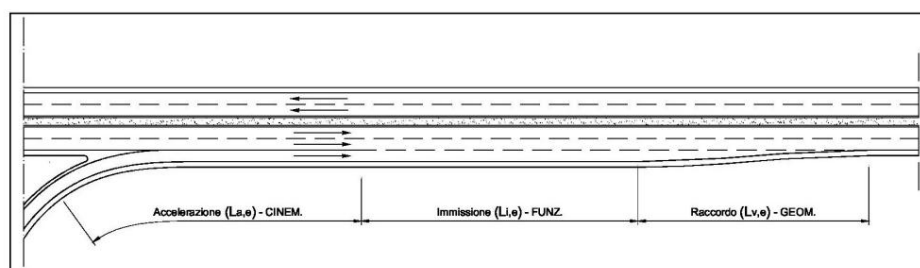 Accelerazione (La,e) - CINEM. Immissione (Li,e) - FUNZ. Raccordo (Lv,e) - GEOM.